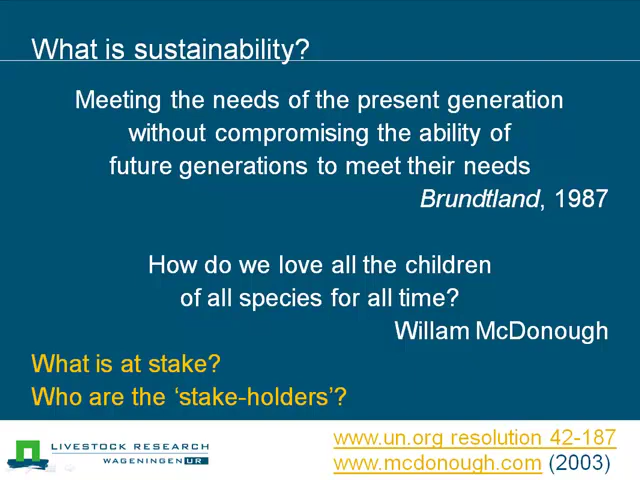 What is sustainability?
Meeting the needs of the present generation
without compromising the ability of
future generations to meet their needs
Brundtland, 1987
How do we love all the children
of all species for all time?
Willam McDonough
What is at stake?
Who are the ‘stake-holders’?
LIVESTOCK RESEARCH
WAGENINGEN UR
www.un.org resolution 42-187
www.mcdonough.com (2003)